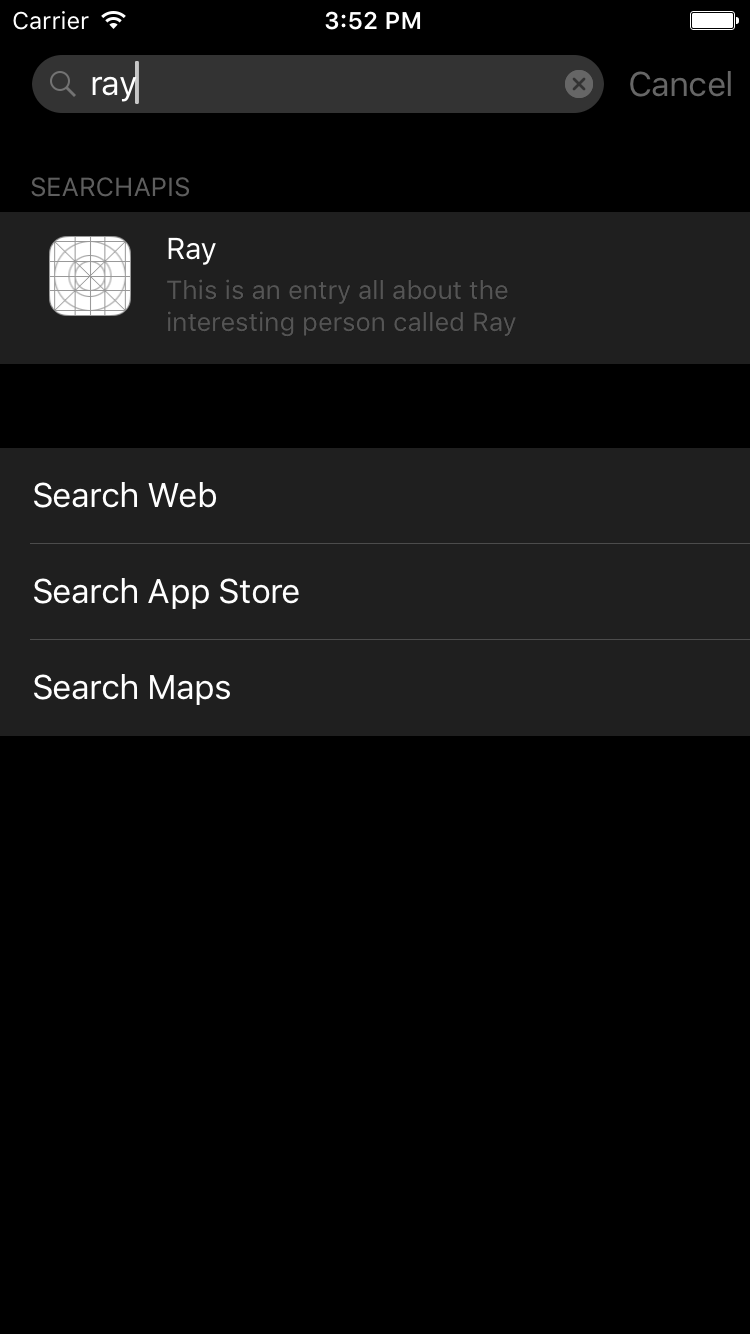 Carrier 3:52 PM
ray Cancel
SEARCHAPIS
Ray
This is an entry all about the
interesting person called Ray
Search Web
Search App Store
Search Maps